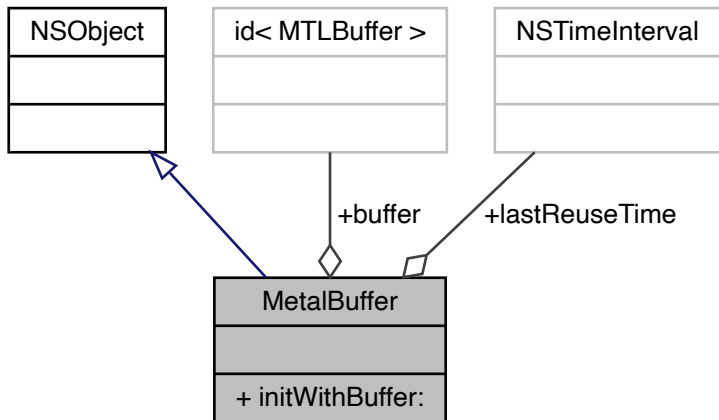 NSObject
id< MTLBuffer >
NSTimeInterval
+buffer
+lastReuseTime
MetalBuffer
+ initWithBuffer: